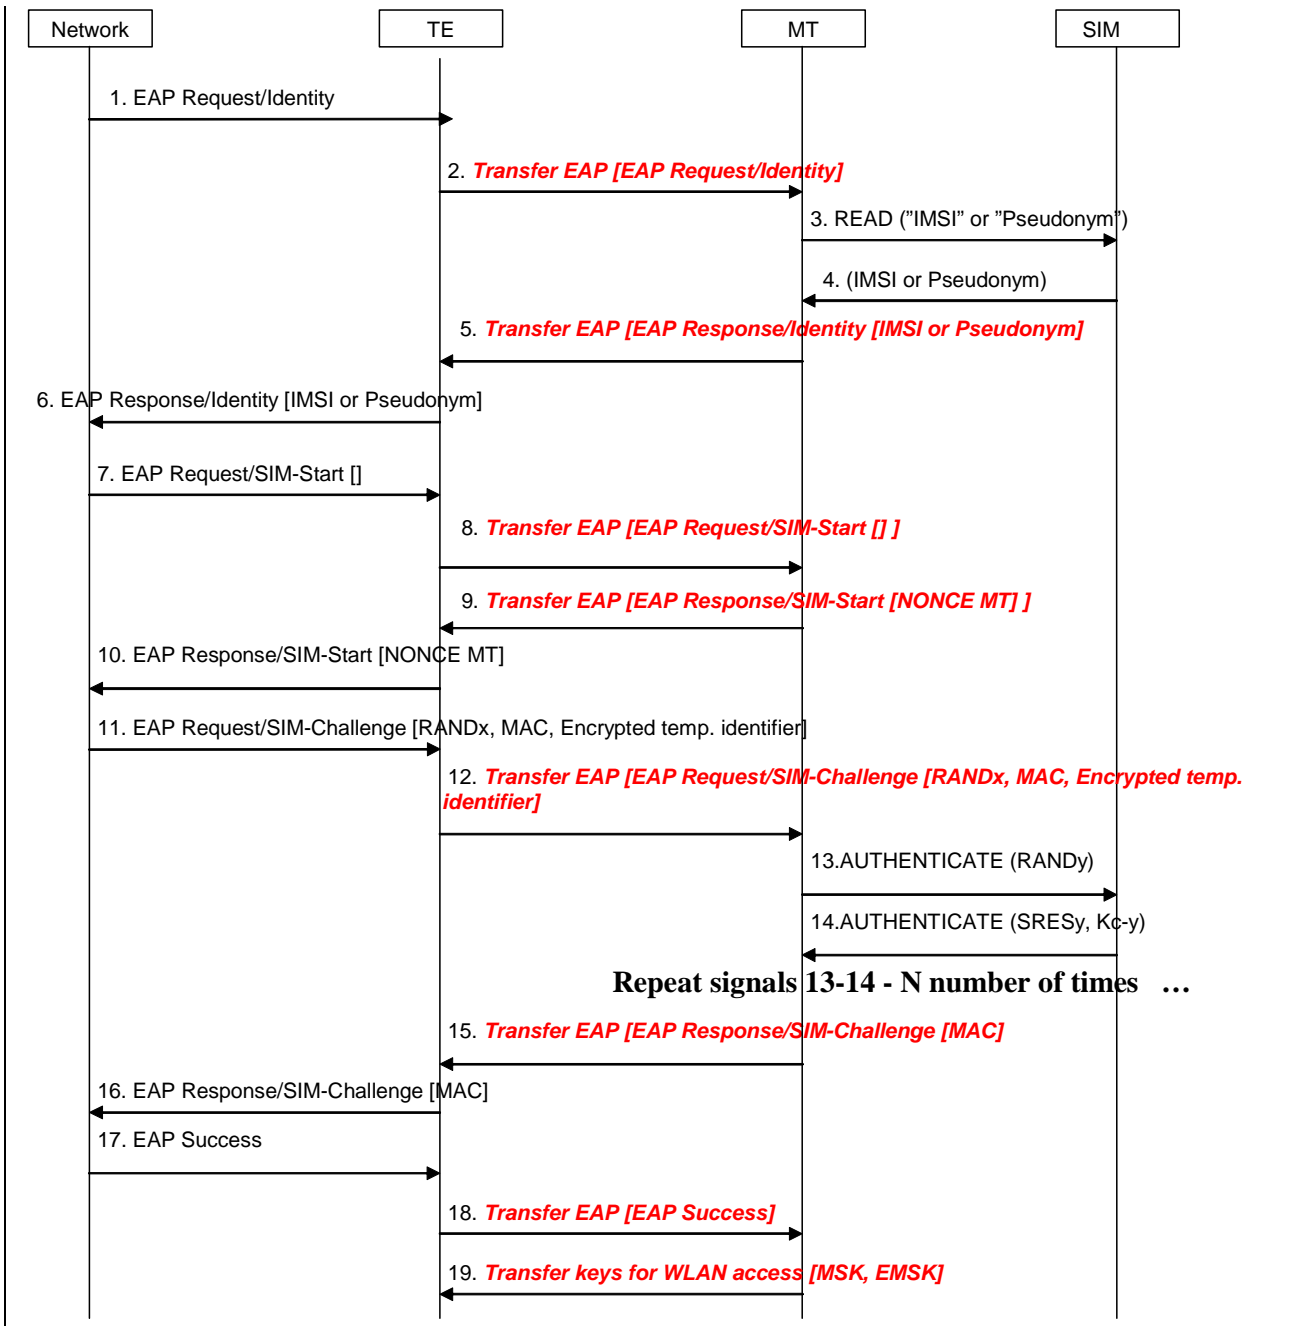 Network
TE
MT
SIM
1. EAP Request/Identity
2. Transfer EAP [EAP Request/Identity]
3. READ ("IMSI" or ”Pseudonym”)
4. (IMSI or Pseudonym)
5. Transfer EAP [EAP Response/Identity [IMSI or Pseudonym]
6. EAP Response/Identity [IMSI or Pseudonym]
7. EAP Request/SIM-Start []
8. Transfer EAP [EAP Request/SIM-Start [] ]
9. Transfer EAP [EAP Response/SIM-Start [NONCE MT] ]
10. EAP Response/SIM-Start [NONCE MT]
11. EAP Request/SIM-Challenge [RANDx, MAC, Encrypted temp. identifier]
12. Transfer EAP [EAP Request/SIM-Challenge [RANDx, MAC, Encrypted temp.
identifier]
13.AUTHENTICATE (RANDy)
14.AUTHENTICATE (SRESy, Kc-y)
Repeat signals 13-14 - N number of times …
15. Transfer EAP [EAP Response/SIM-Challenge [MAC]
16. EAP Response/SIM-Challenge [MAC]
17. EAP Success
18. Transfer EAP [EAP Success]
19. Transfer keys for WLAN access [MSK, EMSK]